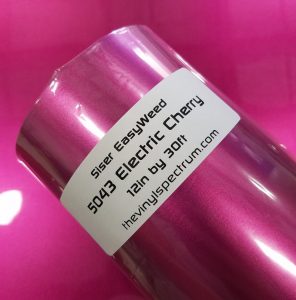 Siser EasyWeed
5043 Electric Cherry
12in by 30ft
thevinylspectrum.com